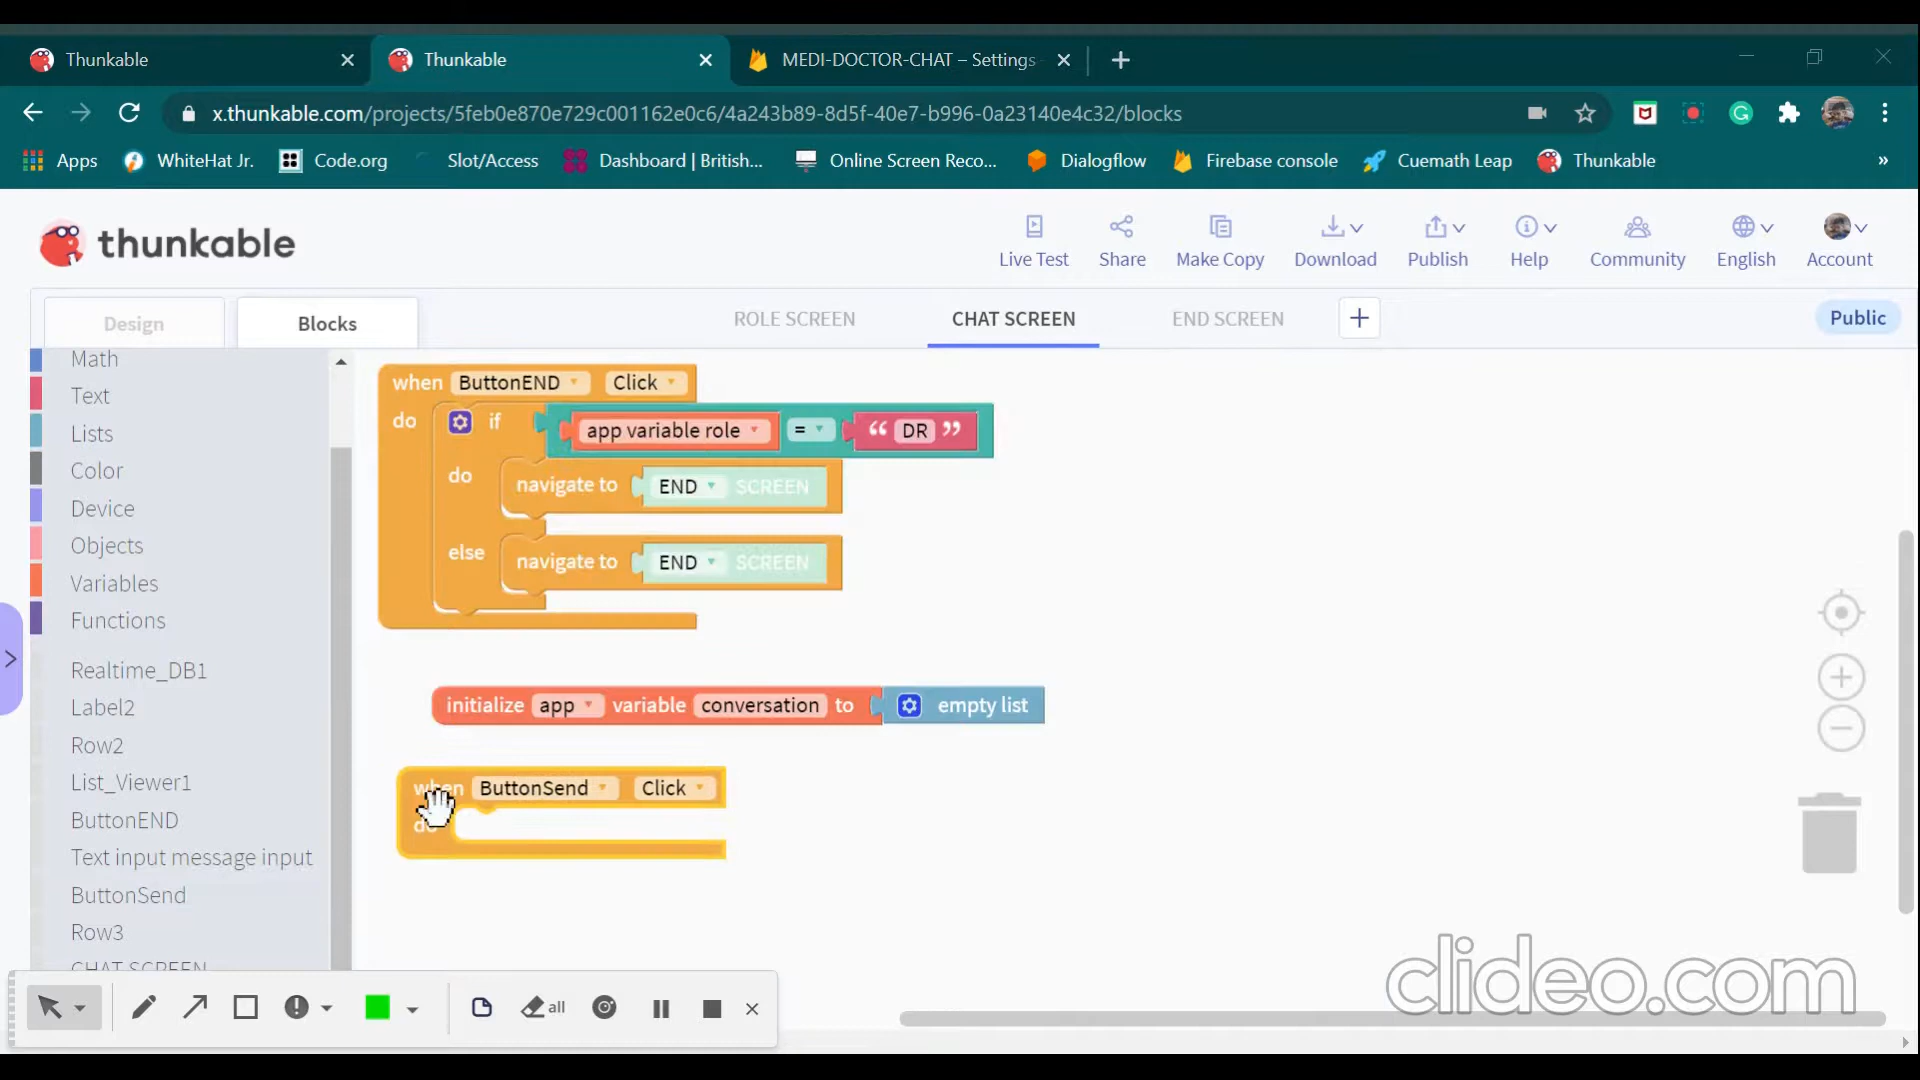 Thunkable
Thunkable
MEDI-DOCTOR-CHAT – Settings
x.thunkable.com/projects/5feb0e870e729c001162e0c6/4a243b89-8d5f-40e7-b996-0a23140e4c32/blocks
Apps WhiteHat Jr. Code.org Slot/Access Dashboard | British... Online Screen Reco... Dialogflow Firebase console Cuemath Leap Thunkable »
thunkable
Live Test Share Make Copy Download Publish Help Community English Account
Design Blocks ROLE SCREEN CHAT SCREEN END SCREEN + Public
Math
Text
Lists
Color
Device
Objects
Variables
Functions
Realtime_DB1
Label2
Row2
List_Viewer1
ButtonEND
Text input message input
ButtonSend
Row3
CHAT SCREEN
when ButtonEND Click
do if app variable role = “ DR ”
do navigate to END SCREEN
else navigate to END SCREEN
initialize app variable conversation to empty list
when ButtonSend Click
do
all
clideo.com